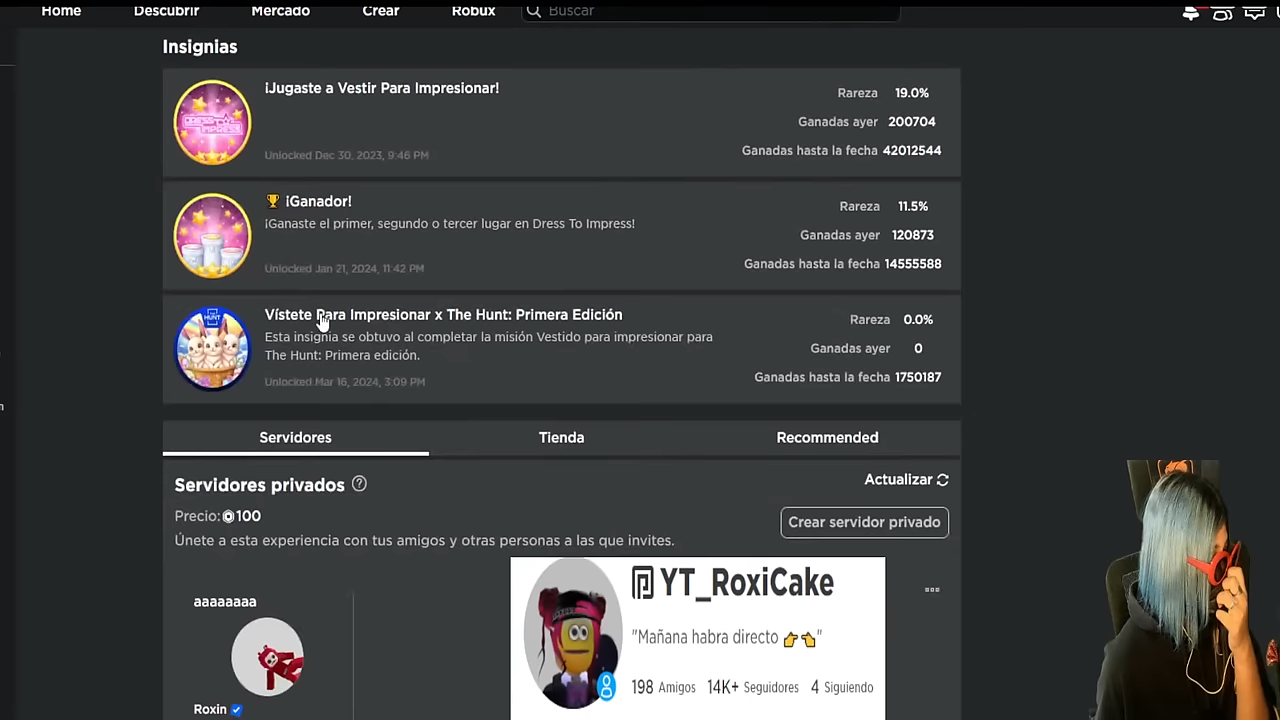 Home Descubrir Mercado Crear Robux Buscar
Insignias
¡Jugaste a Vestir Para Impresionar!
Unlocked Dec 30, 2023, 9:46 PM
Rareza 19.0%
Ganadas ayer 200704
Ganadas hasta la fecha 42012544
🏆 ¡Ganador!
¡Ganaste el primer, segundo o tercer lugar en Dress To Impress!
Unlocked Jan 21, 2024, 11:42 PM
Rareza 11.5%
Ganadas ayer 120873
Ganadas hasta la fecha 14555588
HUNT
Vístete Para Impresionar x The Hunt: Primera Edición
Esta insignia se obtuvo al completar la misión Vestido para impresionar para
The Hunt: Primera edición.
Unlocked Mar 16, 2024, 3:09 PM
Rareza 0.0%
Ganadas ayer 0
Ganadas hasta la fecha 1750187
Servidores Tienda Recommended
Servidores privados
Actualizar
Precio: 100
Crear servidor privado
Únete a esta experiencia con tus amigos y otras personas a las que invites.
aaaaaaaa
Roxin
YT_RoxiCake
"Mañana habra directo 👉👈"
198 Amigos 14K+ Seguidores 4 Siguiendo